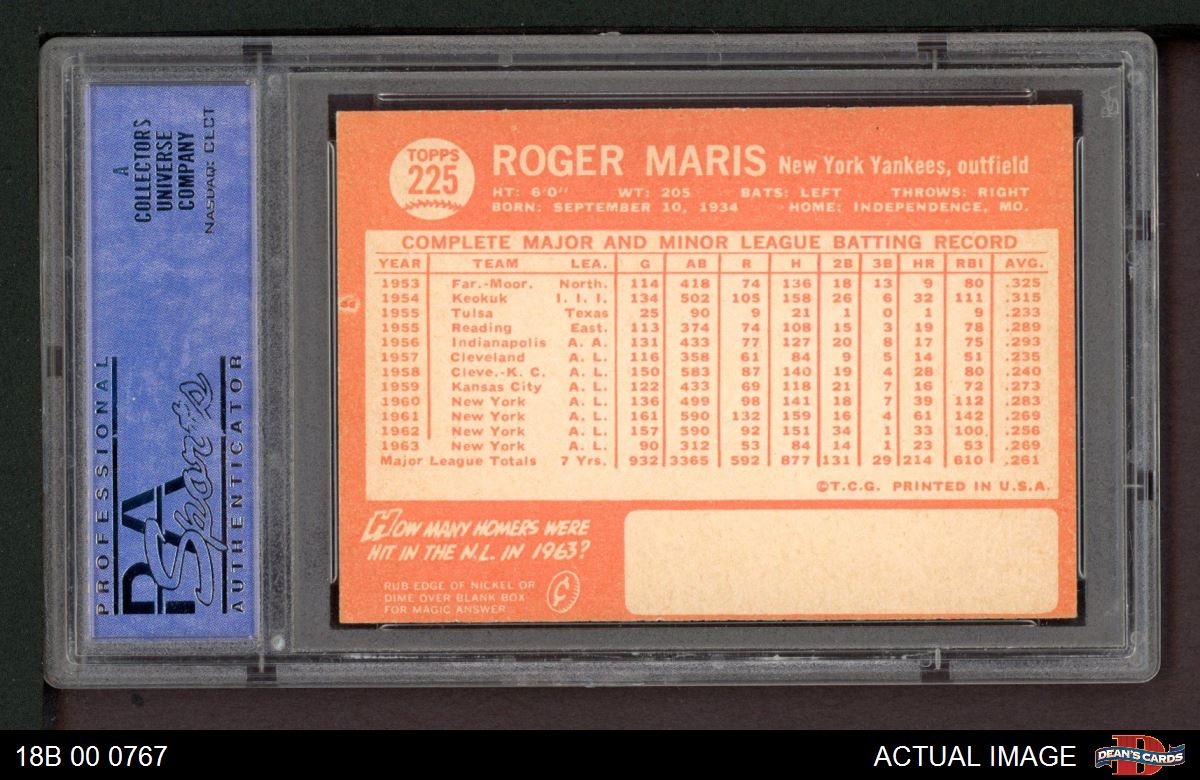 A
COLLECTORS
UNIVERSE
COMPANY
NASDAQ: CLCT
PROFESSIONAL
PSA
Sports
AUTHENTICATOR
TOPPS
225
ROGER MARIS New York Yankees, outfield
HT: 6'0" WT: 205 BATS: LEFT THROWS: RIGHT
BORN: SEPTEMBER 10, 1934 HOME: INDEPENDENCE, MO.
COMPLETE MAJOR AND MINOR LEAGUE BATTING RECORD
YEAR TEAM LEA. G AB R H 2B 3B HR RBI AVG.
1953 Far.-Moor. North. 114 418 74 136 18 13 9 80 .325
1954 Keokuk I. I. I. 134 502 105 158 26 6 32 111 .315
1955 Tulsa Texas 25 90 9 21 1 0 1 9 .233
1955 Reading East. 113 374 74 108 15 3 19 78 .289
1956 Indianapolis A. A. 131 433 77 127 20 8 17 75 .293
1957 Cleveland A. L. 116 358 61 84 9 5 14 51 .235
1958 Cleve.-K. C. A. L. 150 583 87 140 19 4 28 80 .240
1959 Kansas City A. L. 122 433 69 118 21 7 16 72 .273
1960 New York A. L. 136 499 98 141 18 7 39 112 .283
1961 New York A. L. 161 590 132 159 16 4 61 142 .269
1962 New York A. L. 157 590 92 151 34 1 33 100 .256
1963 New York A. L. 90 312 53 84 14 1 23 53 .269
Major League Totals 7 Yrs. 932 3365 592 877 131 29 214 610 .261
©T.C.G. PRINTED IN U.S.A.
HOW MANY HOMERS WERE
HIT IN THE N.L. IN 1963?
RUB EDGE OF NICKEL OR
DIME OVER BLANK BOX
FOR MAGIC ANSWER
¢
18B 00 0767
ACTUAL IMAGE
D
DEAN'S CARDS